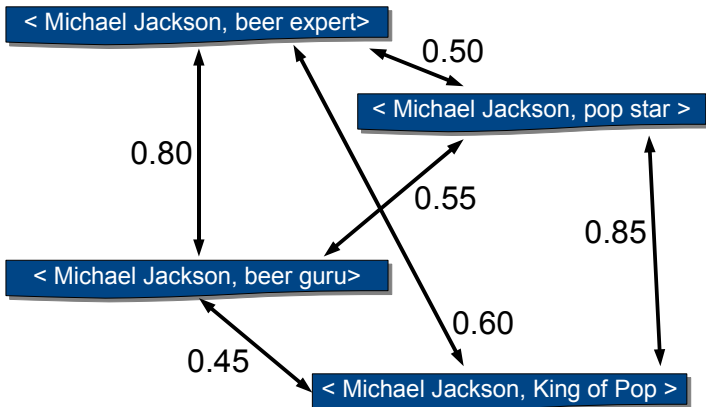 < Michael Jackson, beer expert>
0.50
< Michael Jackson, pop star >
0.80
0.55
0.85
< Michael Jackson, beer guru>
0.60
0.45
< Michael Jackson, King of Pop >